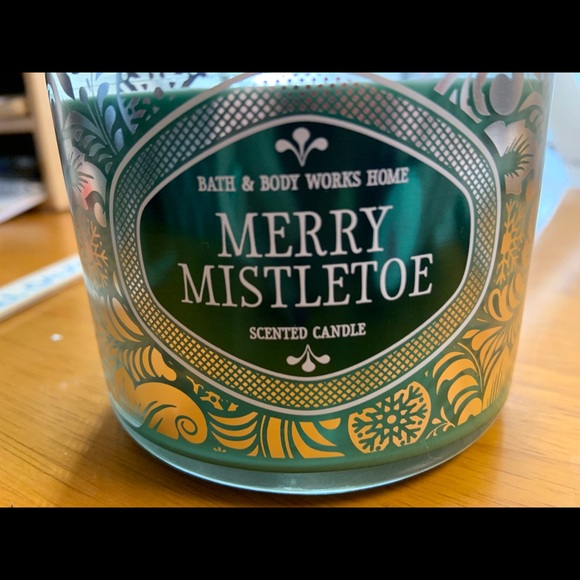 BATH & BODY WORKS HOME
MERRY
MISTLETOE
SCENTED CANDLE